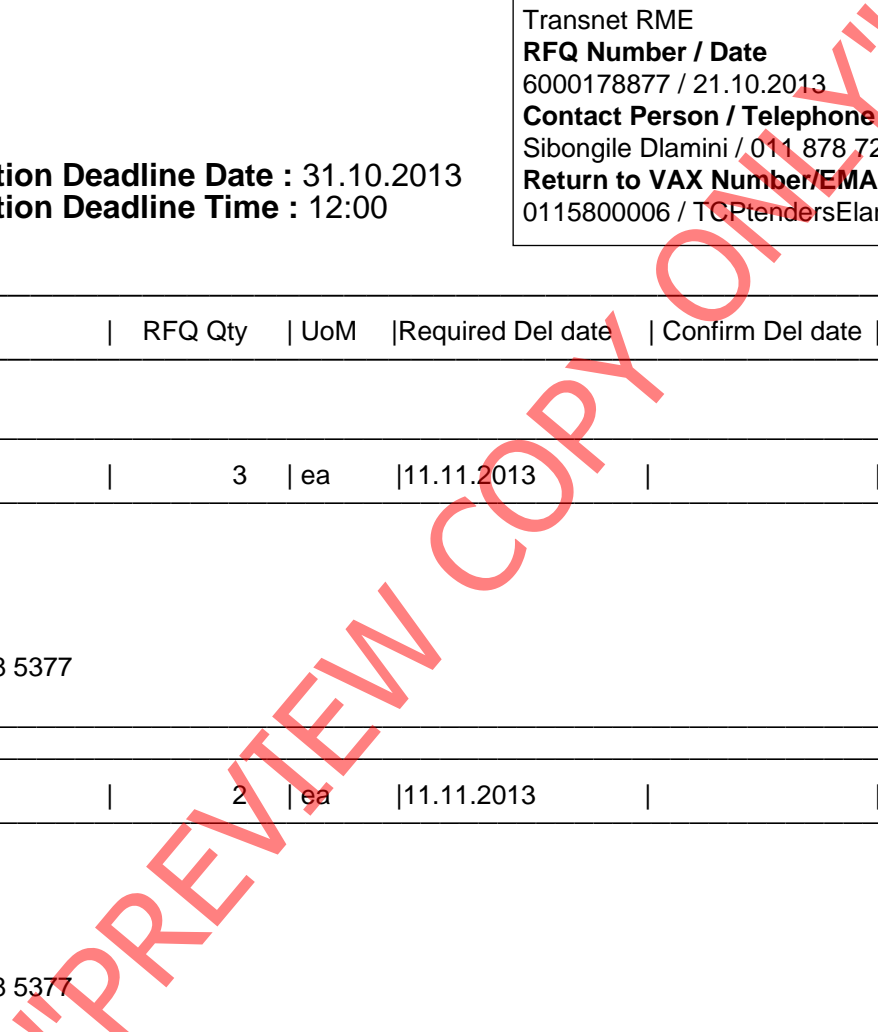 Transnet RME
RFQ Number / Date
6000178877 / 21.10.2013
Contact Person / Telephone
Sibongile Dlamini / 011 878 72
tion Deadline Date : 31.10.2013
Return to VAX Number/EMA
tion Deadline Time : 12:00
0115800006 / TCPtendersElan
| RFQ Qty | UoM |Required Del date | Confirm Del date |
| 3 | ea |11.11.2013 | |
5377
| 2 | ea |11.11.2013 | |
5377
"PREVIEW COPY ONLY"